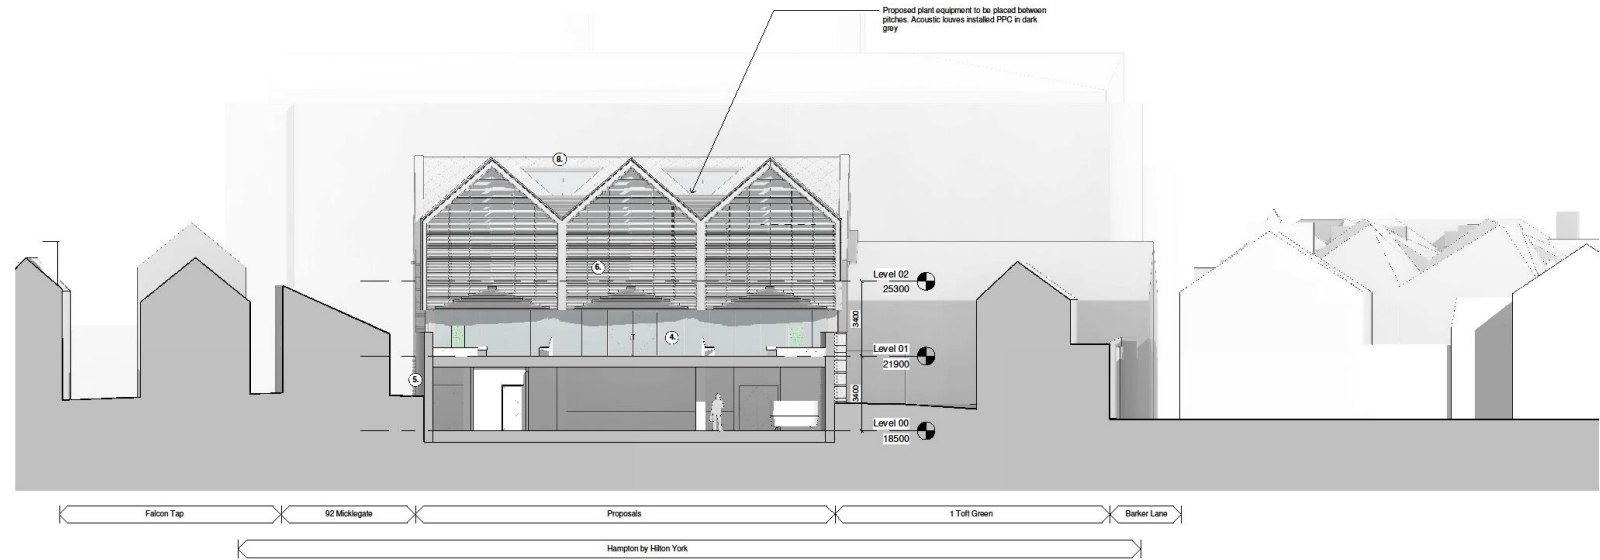 Proposed plant equipment to be placed between
pitches. Acoustic louves installed PPC in dark
grey
8.
6.
Level 02
25300
3400
4.
Level 01
21900
5.
3400
Level 00
18500
Falcon Tap
92 Micklegate
Proposals
1 Toft Green
Barker Lane
Hampton by Hilton York